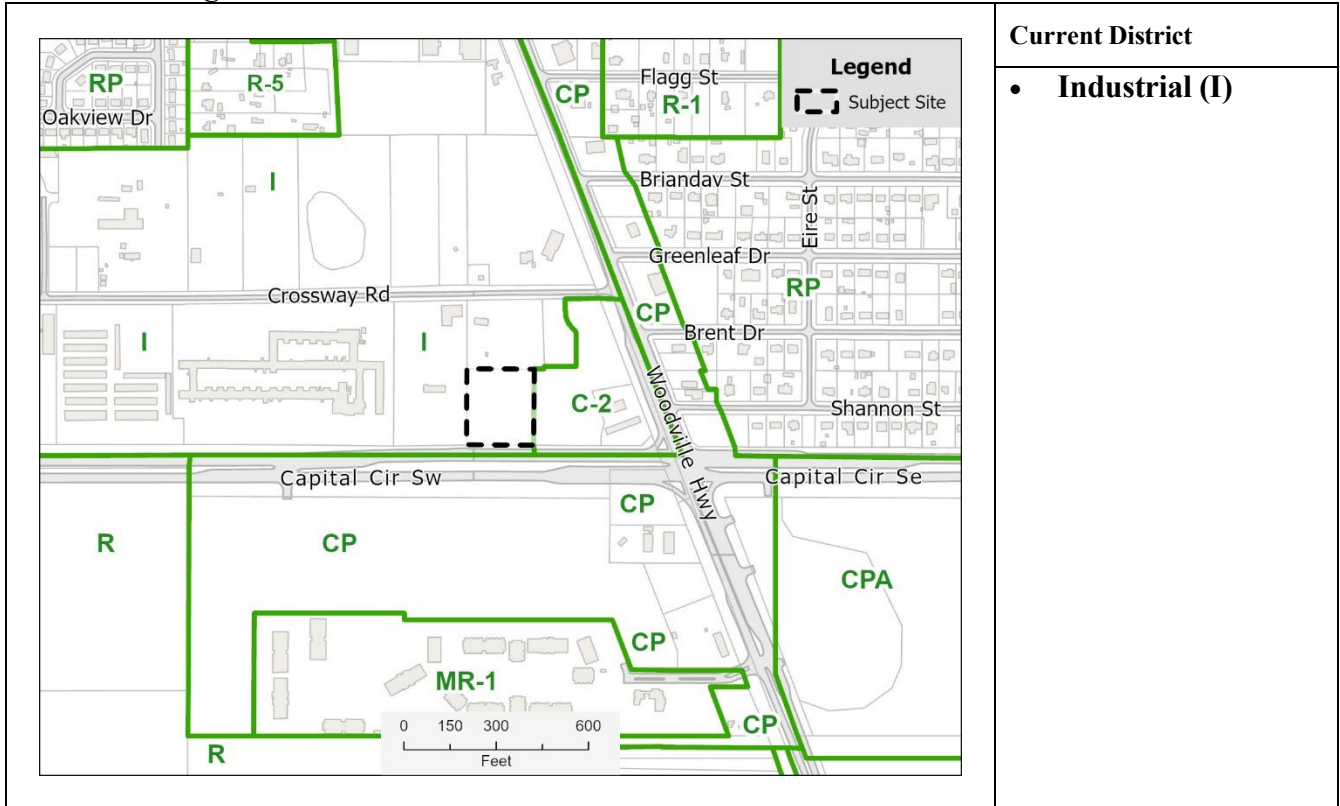 Current District
• Industrial (I)
Legend
Subject Site
RP
R-5
CP
Flagg St
R-1
Oakview Dr
I
Briandav St
Eire St
Greenleaf Dr
RP
Crossway Rd
CP
Brent Dr
I
I
C-2
Woodville Hwy
Shannon St
Capital Cir Sw
Capital Cir Se
CP
R
CP
CPA
CP
MR-1
CP
R
0 150 300 600
Feet